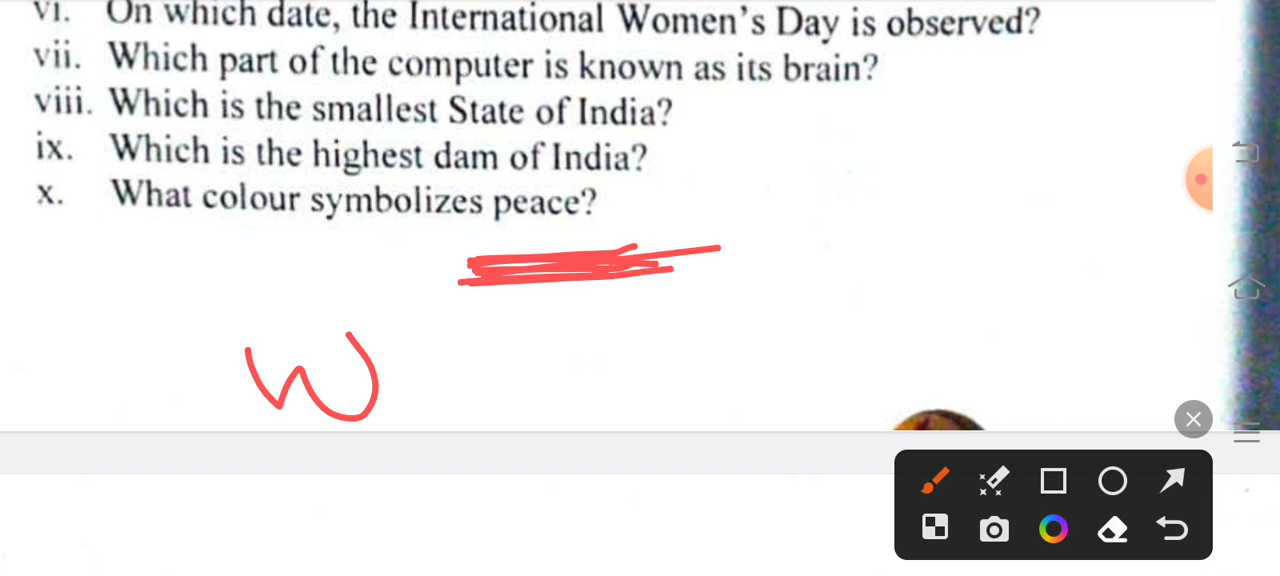 vi. On which date, the International Women's Day is observed?
vii. Which part of the computer is known as its brain?
viii. Which is the smallest State of India?
ix. Which is the highest dam of India?
x. What colour symbolizes peace?
W